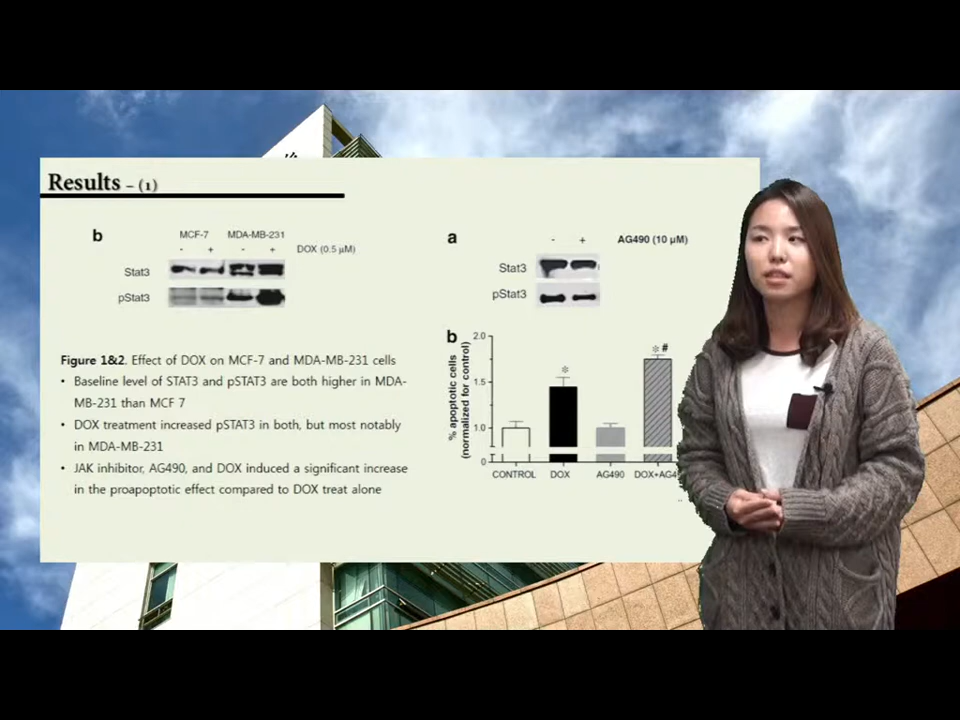 Results – (1)
b
MCF-7 MDA-MB-231
- + - + DOX (0.5 µM)
Stat3
pStat3
Figure 1&2. Effect of DOX on MCF-7 and MDA-MB-231 cells
• Baseline level of STAT3 and pSTAT3 are both higher in MDA-
MB-231 than MCF 7
• DOX treatment increased pSTAT3 in both, but most notably
in MDA-MB-231
• JAK inhibitor, AG490, and DOX induced a significant increase
in the proapoptotic effect compared to DOX treat alone
a
- + AG490 (10 µM)
Stat3
pStat3
b
% apoptotic cells
(normalized for control)
2.0
1.5
1.0
0
* *#
CONTROL DOX AG490 DOX+AG4